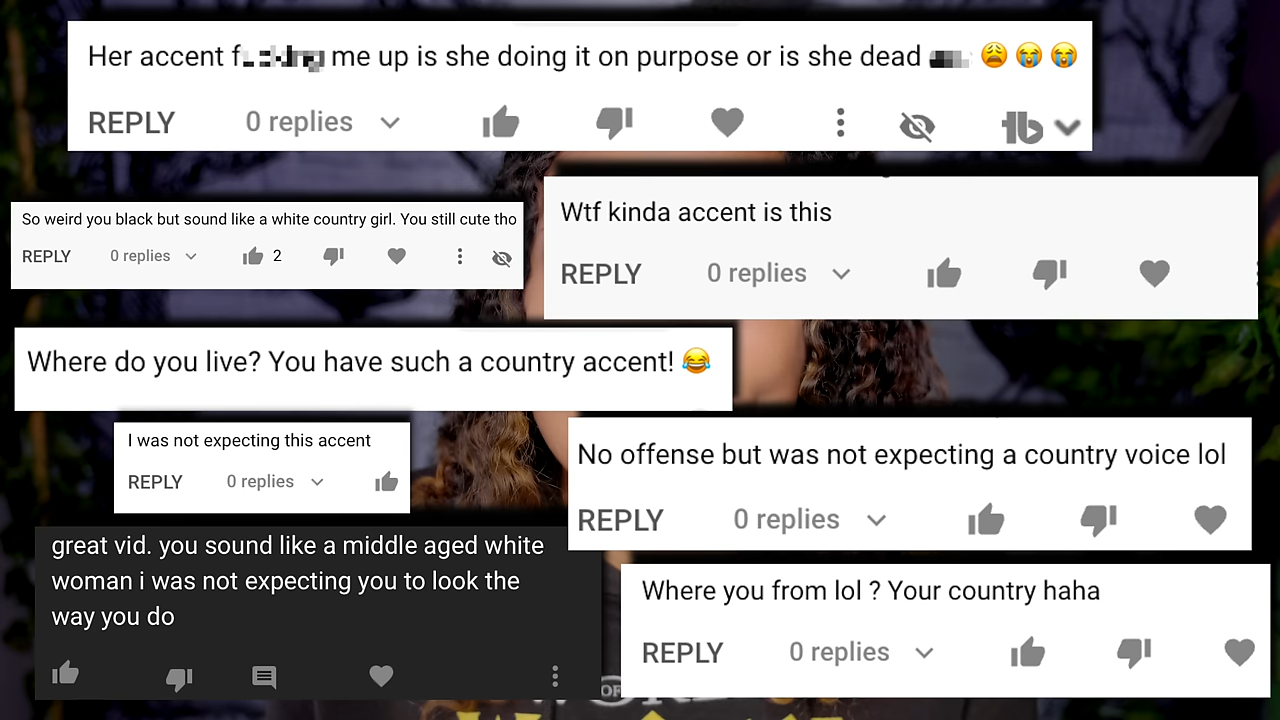 Her accent me up is she doing it on purpose or is she dead 😩😭😭
REPLY 0 replies
So weird you black but sound like a white country girl. You still cute tho
REPLY 0 replies 2
Wtf kinda accent is this
REPLY 0 replies
Where do you live? You have such a country accent! 😂
I was not expecting this accent
REPLY 0 replies
No offense but was not expecting a country voice lol
REPLY 0 replies
great vid. you sound like a middle aged white
woman i was not expecting you to look the
way you do
Where you from lol ? Your country haha
REPLY 0 replies
OF